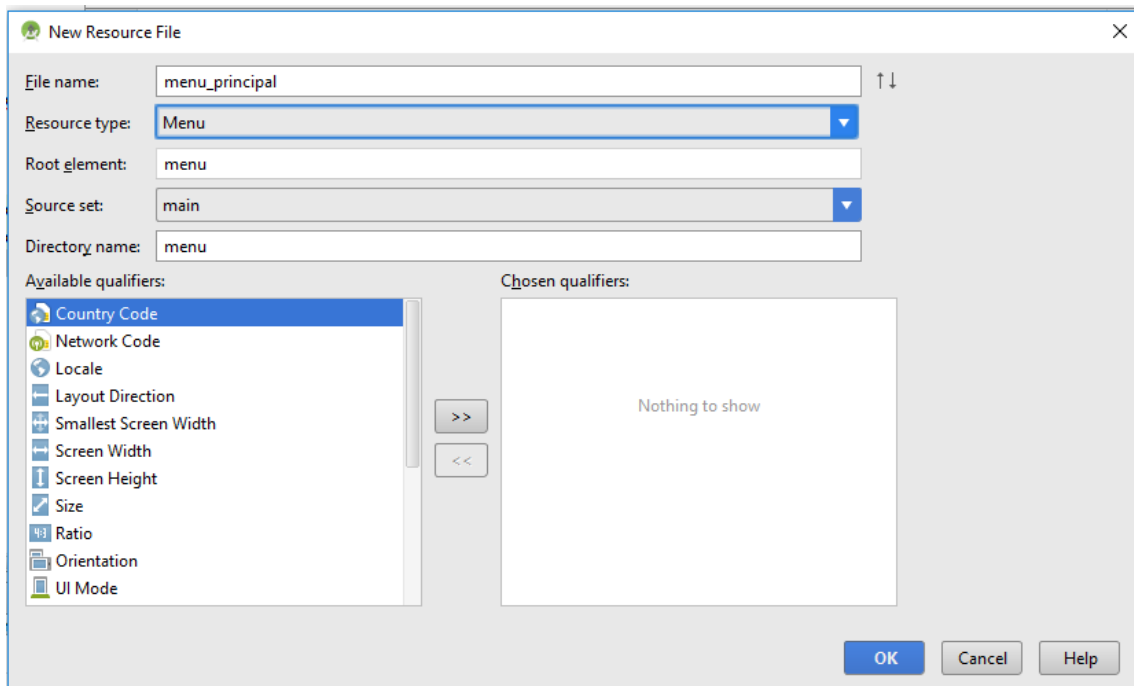 New Resource File
File name: menu_principal
Resource type: Menu
Root element: menu
Source set: main
Directory name: menu
Available qualifiers: Chosen qualifiers:
Country Code
Network Code
Locale
Layout Direction
Smallest Screen Width
Screen Width
Screen Height
Size
4:3 Ratio
Orientation
UI Mode
>>
<<
Nothing to show
OK Cancel Help